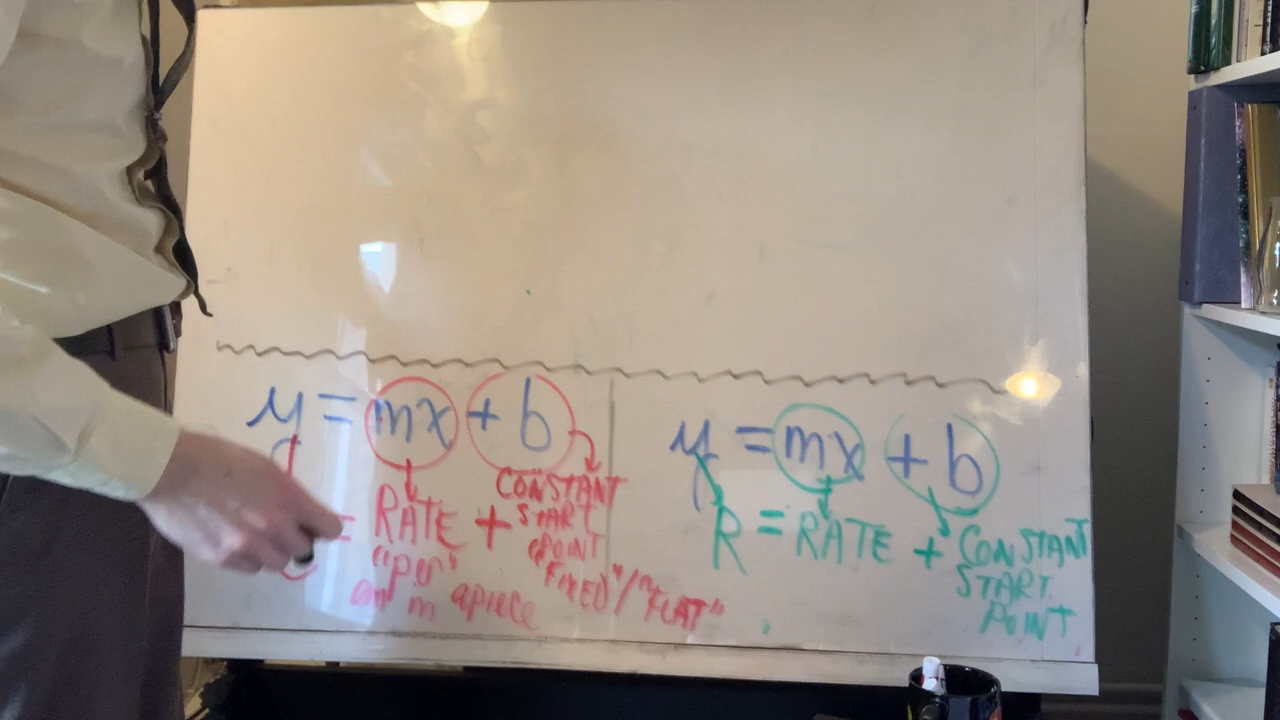 y = mx + b
= RATE + CONSTANT
START
POINT
"per" "FIXED"/"FLAT"
apiece
y = mx + b
R = RATE + CONSTANT
START
POINT